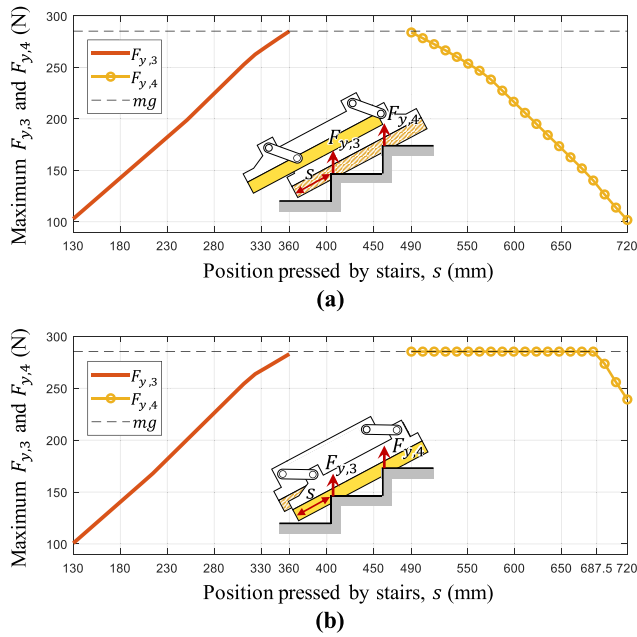 Maximum F_{y,3} and F_{y,4} (N)
300
250
200
150
100
F_{y,3}
F_{y,4}
mg
F_{y,3}
F_{y,4}
s
130 180 230 280 330 360 400 450 490 550 600 650 720
Position pressed by stairs, s (mm)
(a)
Maximum F_{y,3} and F_{y,4} (N)
300
250
200
150
100
F_{y,3}
F_{y,4}
mg
F_{y,3}
F_{y,4}
s
130 180 230 280 330 360 400 450 490 550 600 650 687.5 720
Position pressed by stairs, s (mm)
(b)